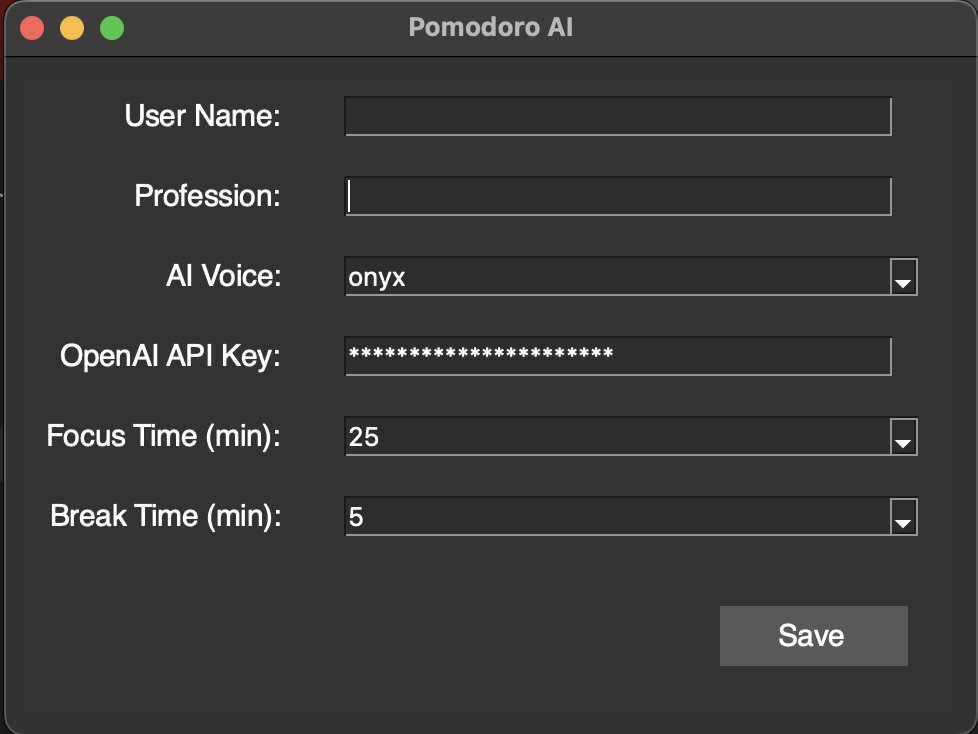 Pomodoro AI
User Name:
Profession:
AI Voice: onyx
OpenAI API Key: **********************
Focus Time (min): 25
Break Time (min): 5
Save